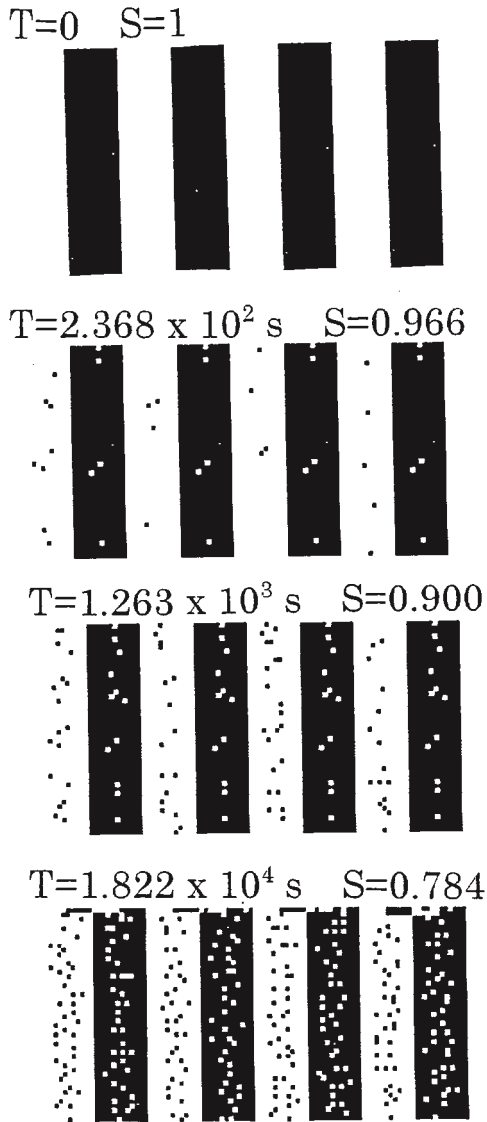 T=0 S=1
T=2.368 x 10² s S=0.966
T=1.263 x 10³ s S=0.900
T=1.822 x 10⁴ s S=0.784